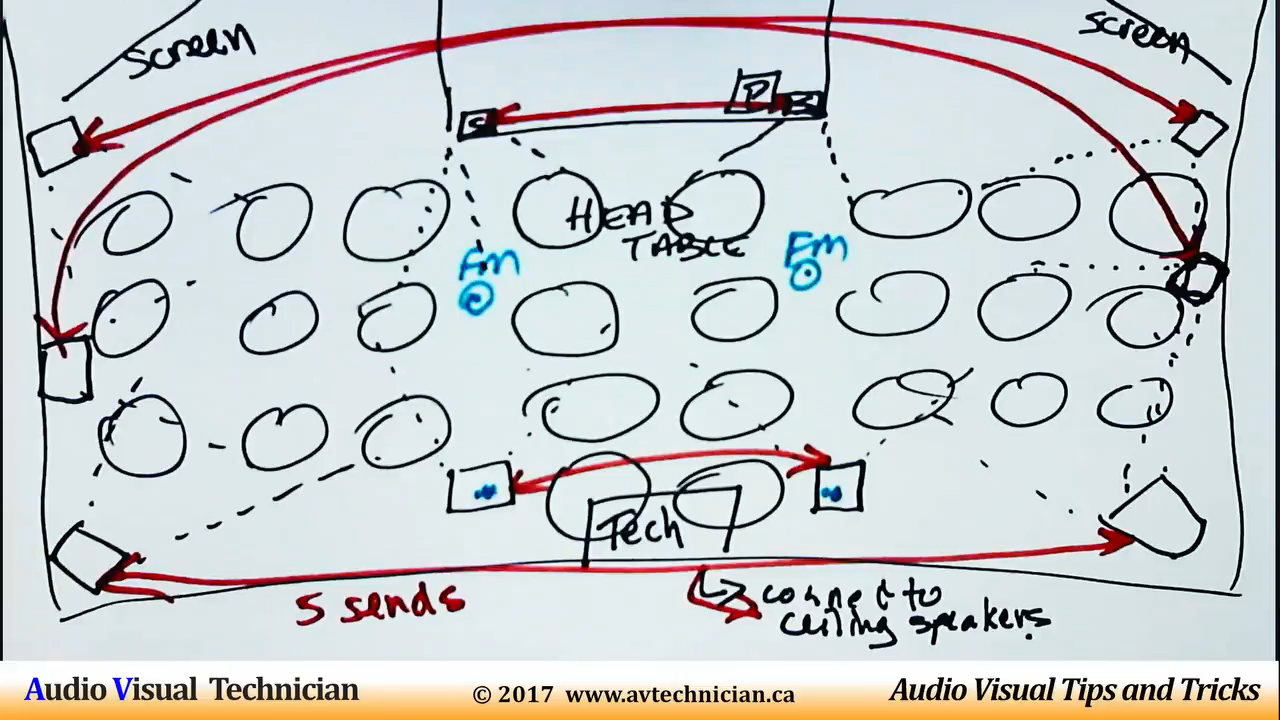 screen
screen
P
S
S
HEAD
TABLE
Fm
Fm
Tech
5 sends
connect to
ceiling speakers
Audio Visual Technician
© 2017 www.avtechnician.ca
Audio Visual Tips and Tricks